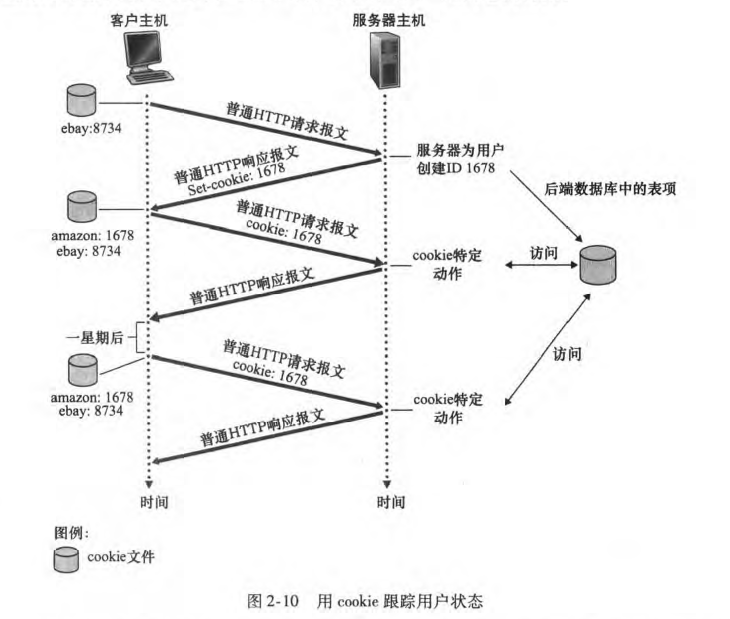 客户主机
服务器主机
ebay:8734
普通HTTP请求报文
普通HTTP响应报文
Set-cookie: 1678
服务器为用户
创建ID 1678
后端数据库中的表项
amazon: 1678
ebay: 8734
普通HTTP请求报文
cookie: 1678
cookie特定
动作
访问
普通HTTP响应报文
一星期后
普通HTTP请求报文
cookie: 1678
访问
amazon: 1678
ebay: 8734
cookie特定
动作
普通HTTP响应报文
时间
时间
图例:
cookie文件
图 2-10 用 cookie 跟踪用户状态